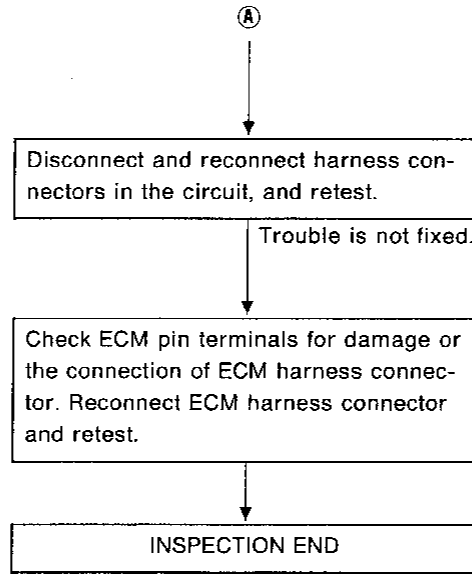 A
Disconnect and reconnect harness con-
nectors in the circuit, and retest.
Trouble is not fixed.
Check ECM pin terminals for damage or
the connection of ECM harness connec-
tor. Reconnect ECM harness connector
and retest.
INSPECTION END